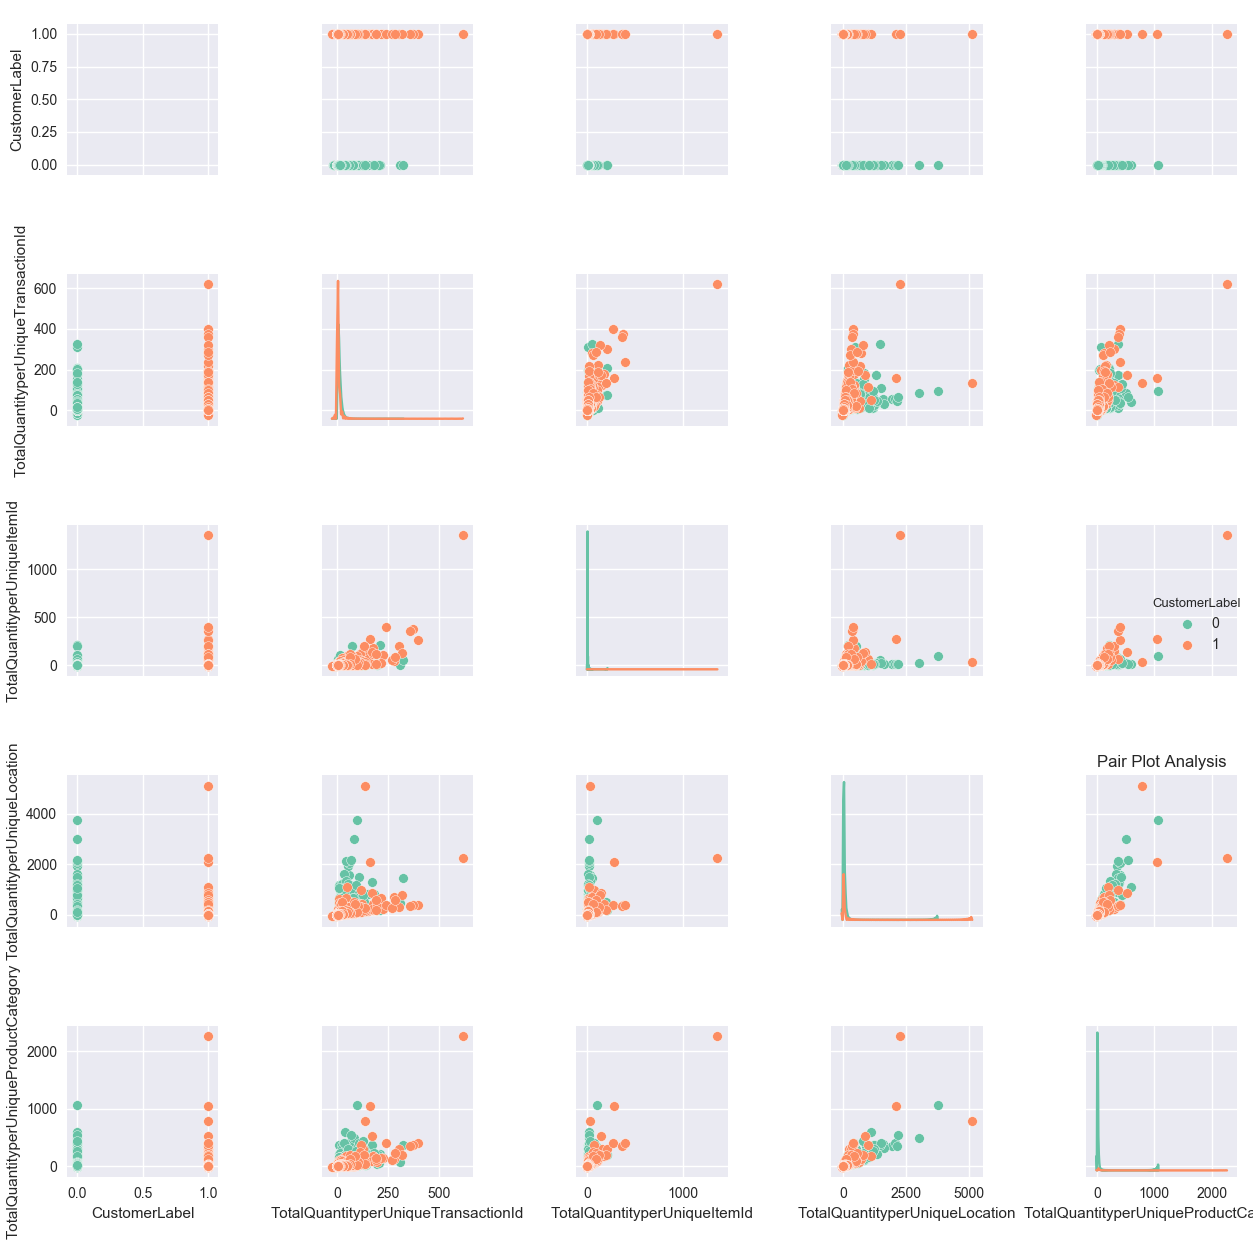 CustomerLabel
1.00
0.75
0.50
0.25
0.00
TotalQuantityperUniqueTransactionId
600
400
200
0
TotalQuantityperUniqueItemId
1000
500
0
CustomerLabel
0
1
TotalQuantityperUniqueLocation
4000
2000
0
Pair Plot Analysis
TotalQuantityperUniqueProductCategory
2000
1000
0
0.0 0.5 1.0 0 250 500 0 1000 0 2500 5000 0 1000 2000
CustomerLabel TotalQuantityperUniqueTransactionId TotalQuantityperUniqueItemId TotalQuantityperUniqueLocation TotalQuantityperUniqueProductCa